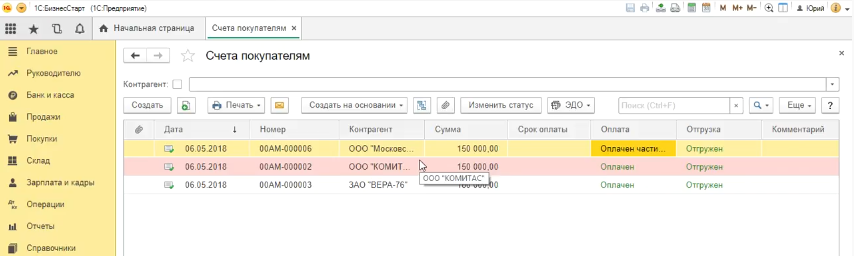 1С:БизнесСтарт (1С:Предприятие)
M M+ M- Юрий
Начальная страница Счета покупателям ×
Главное
Руководителю
Банк и касса
Продажи
Покупки
Склад
Зарплата и кадры
Операции
Отчеты
Справочники
Счета покупателям
Контрагент:
Создать Печать Создать на основании Изменить статус ЭДО Поиск (Ctrl+F) × Еще ?
Дата ↓ Номер Контрагент Сумма Срок оплаты Оплата Отгрузка Комментарий
06.05.2018 00АМ-000006 ООО "Московс... 150 000,00 Оплачен части... Отгружен
06.05.2018 00АМ-000002 ООО "КОМИТ... 150 000,00 Оплачен Отгружен
06.05.2018 00АМ-000003 ЗАО "ВЕРА-76" Оплачен Отгружен
ООО "КОМИТАС"